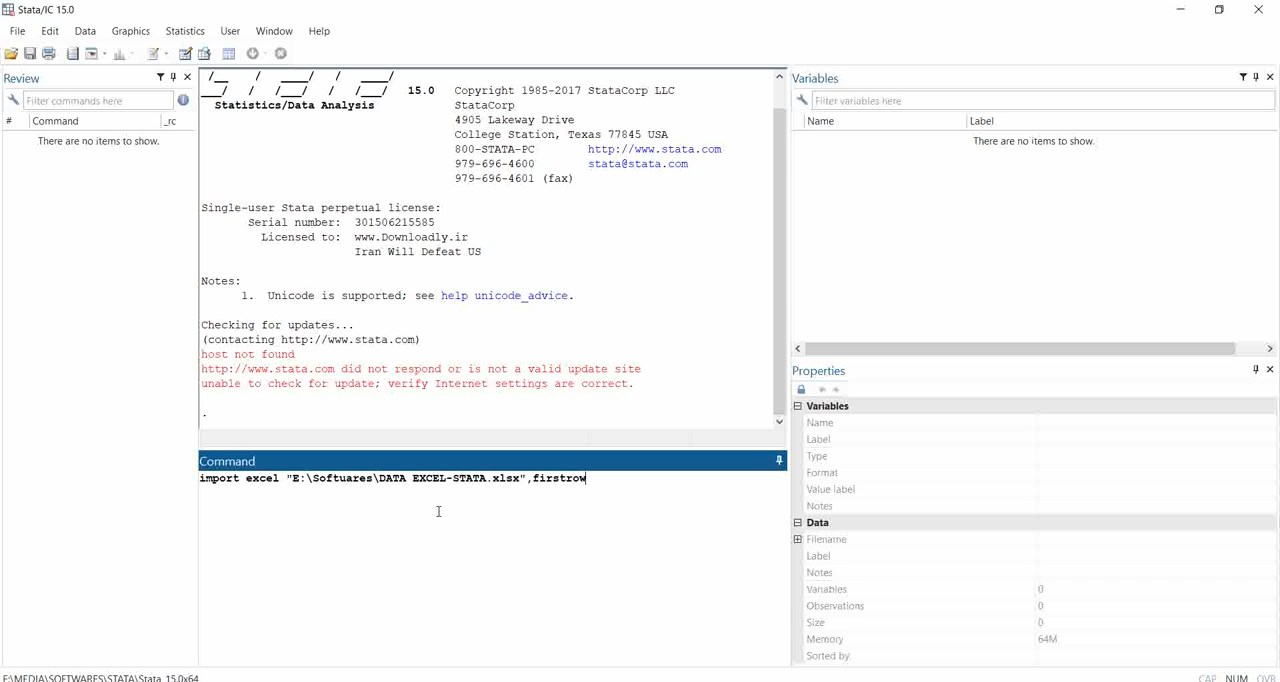 Stata/IC 15.0
File Edit Data Graphics Statistics User Window Help
Review
Filter commands here
# Command _rc
There are no items to show.
15.0 Copyright 1985-2017 StataCorp LLC
Statistics/Data Analysis StataCorp
4905 Lakeway Drive
College Station, Texas 77845 USA
800-STATA-PC http://www.stata.com
979-696-4600 stata@stata.com
979-696-4601 (fax)
Single-user Stata perpetual license:
Serial number: 301506215585
Licensed to: www.Downloadly.ir
Iran Will Defeat US
Notes:
1. Unicode is supported; see help unicode_advice.
Checking for updates...
(contacting http://www.stata.com)
host not found
http://www.stata.com did not respond or is not a valid update site
unable to check for update; verify Internet settings are correct.
.
Command
import excel "E:\Softuares\DATA EXCEL-STATA.xlsx",firstrow
Variables
Filter variables here
Name Label
There are no items to show.
Properties
Variables
Name
Label
Type
Format
Value label
Notes
Data
Filename
Label
Notes
Variables 0
Observations 0
Size 0
Memory 64M
Sorted by
E:\MEDIA\SOFTWARES\STATA\Stata_15.0x64
CAP NUM OVR